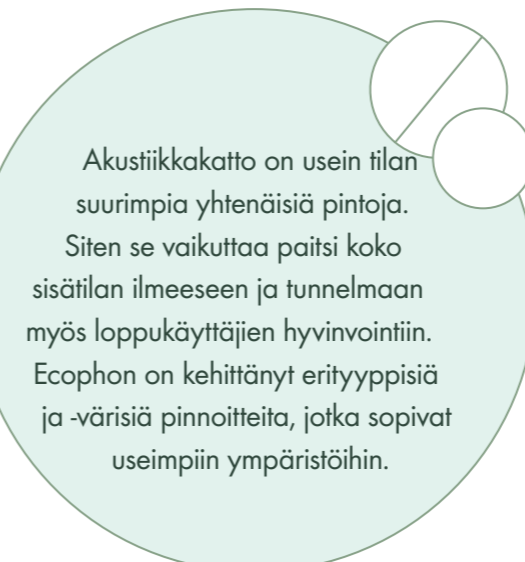 Akustiikkakatto on usein tilan
suurimpia yhtenäisiä pintoja.
Siten se vaikuttaa paitsi koko
sisätilan ilmeeseen ja tunnelmaan
myös loppukäyttäjien hyvinvointiin.
Ecophon on kehittänyt erityyppisiä
ja -värisiä pinnoitteita, jotka sopivat
useimpiin ympäristöihin.